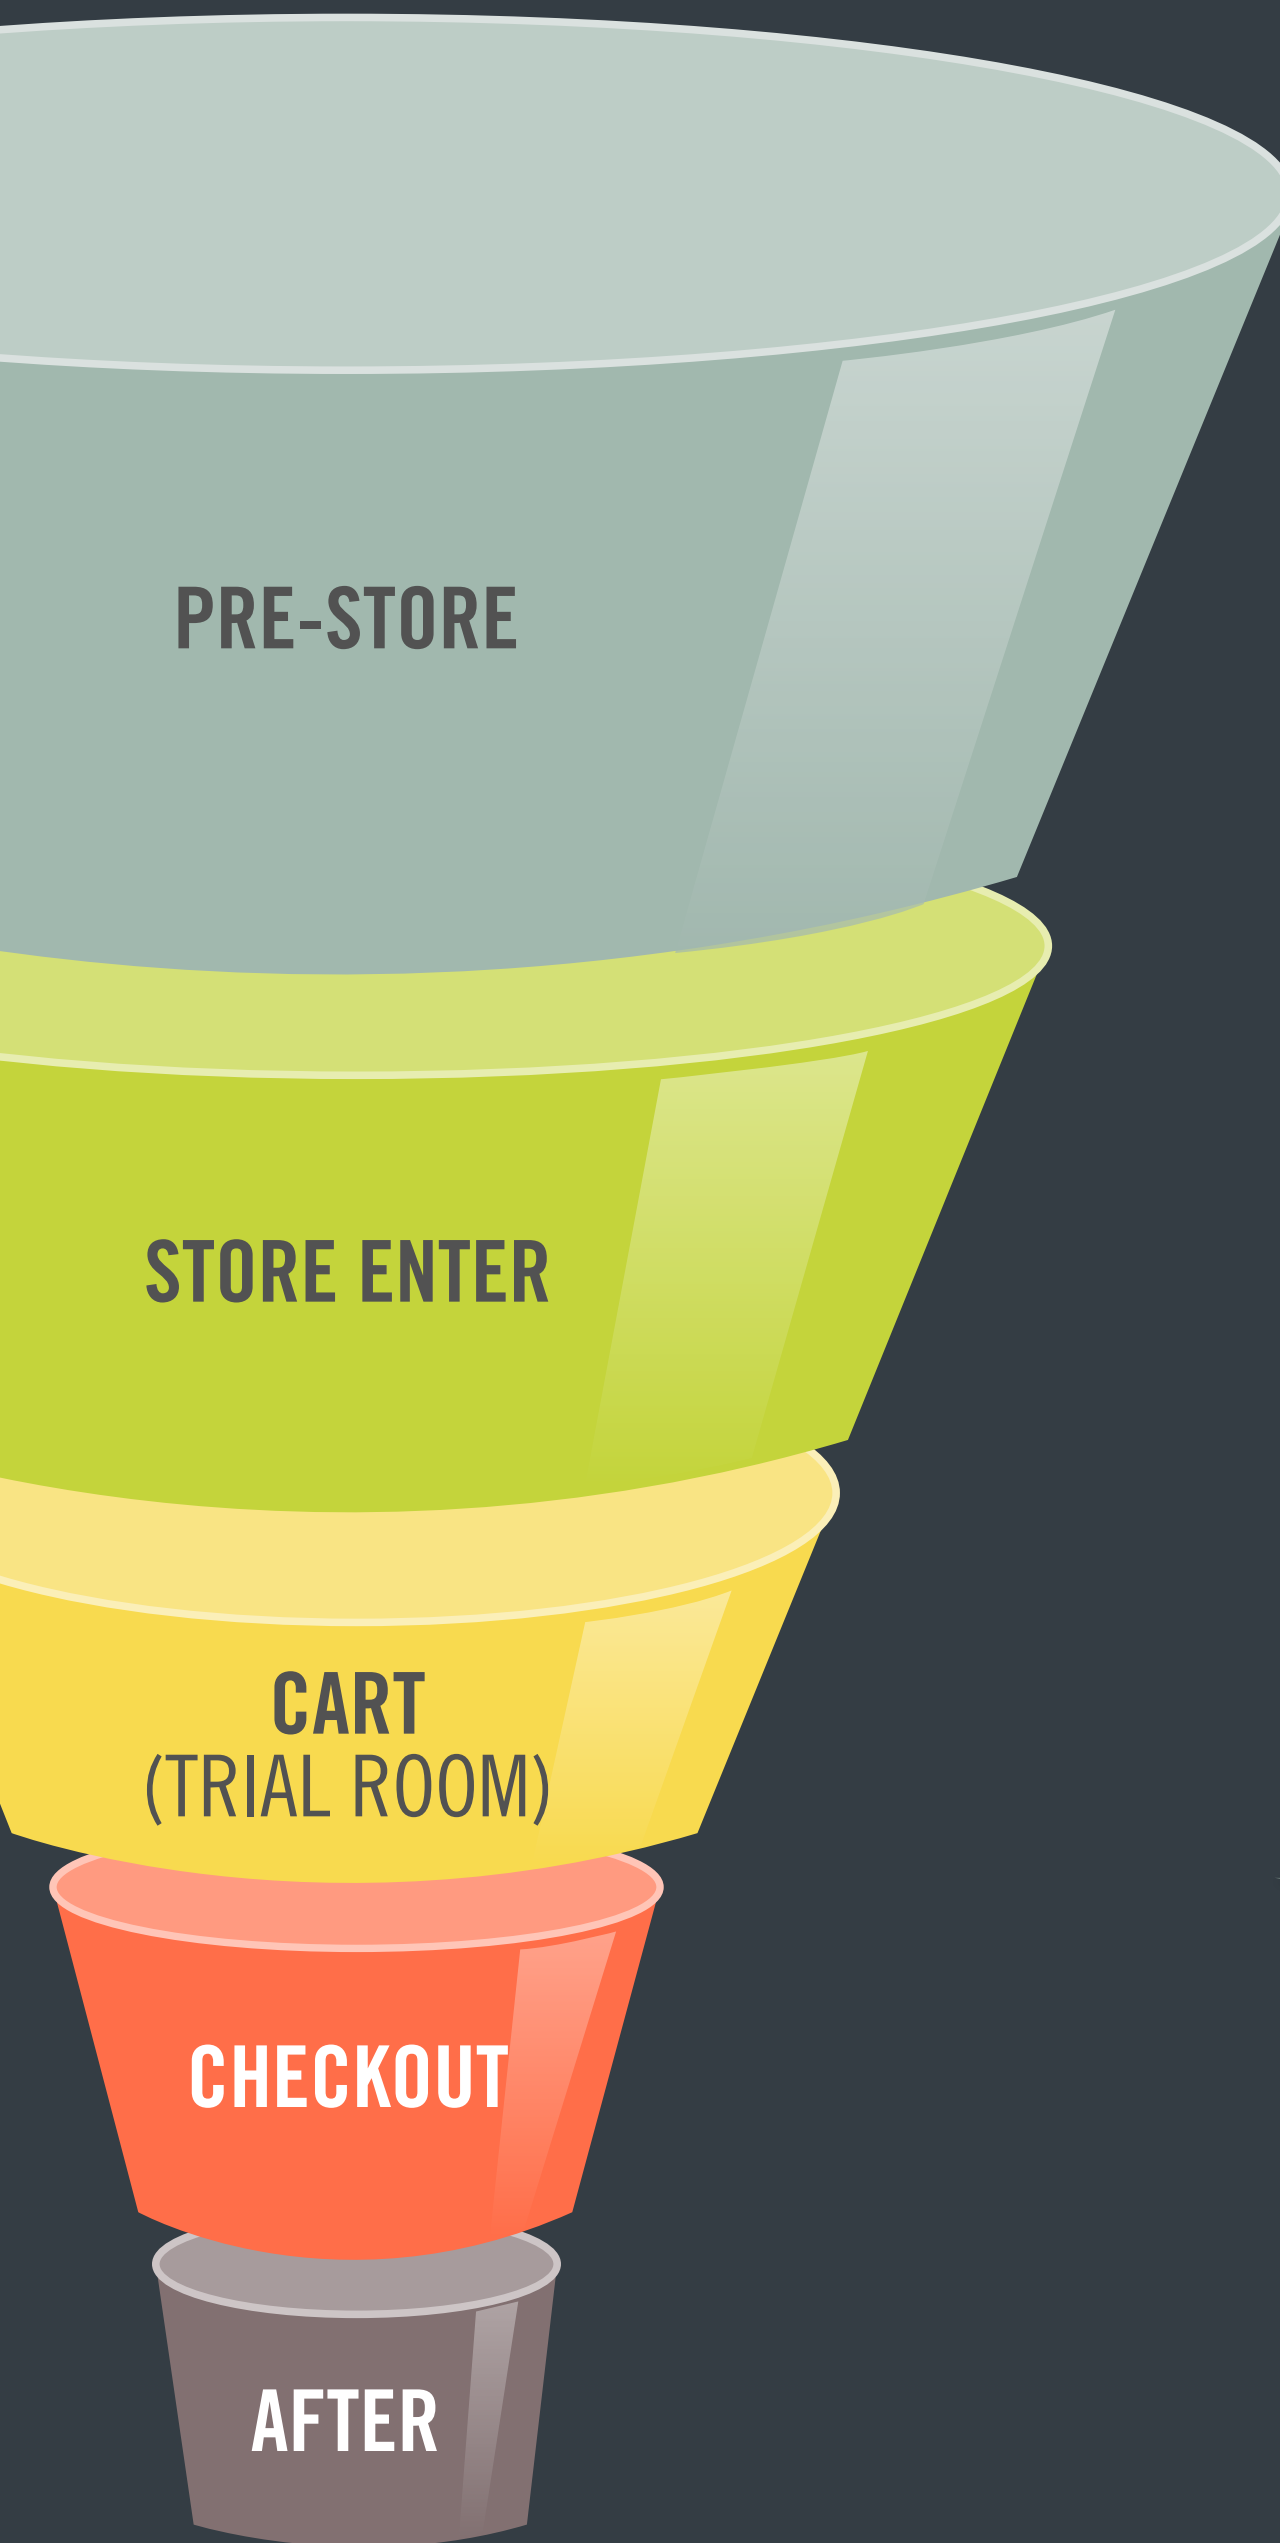 PRE-STORE
STORE ENTER
CART
(TRIAL ROOM)
CHECKOUT
AFTER